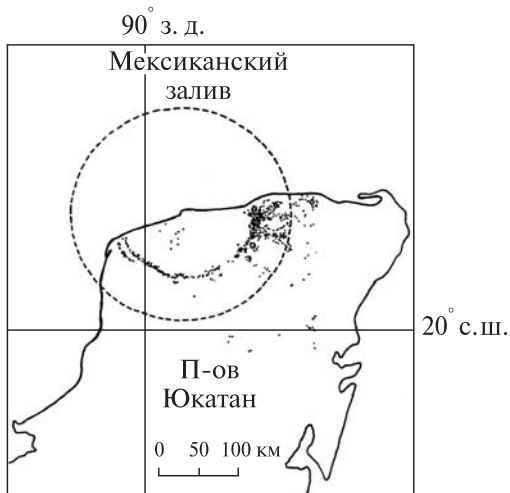 90° з. д.
Мексиканский
залив
20° с.ш.
П-ов
Юкатан
0 50 100 км